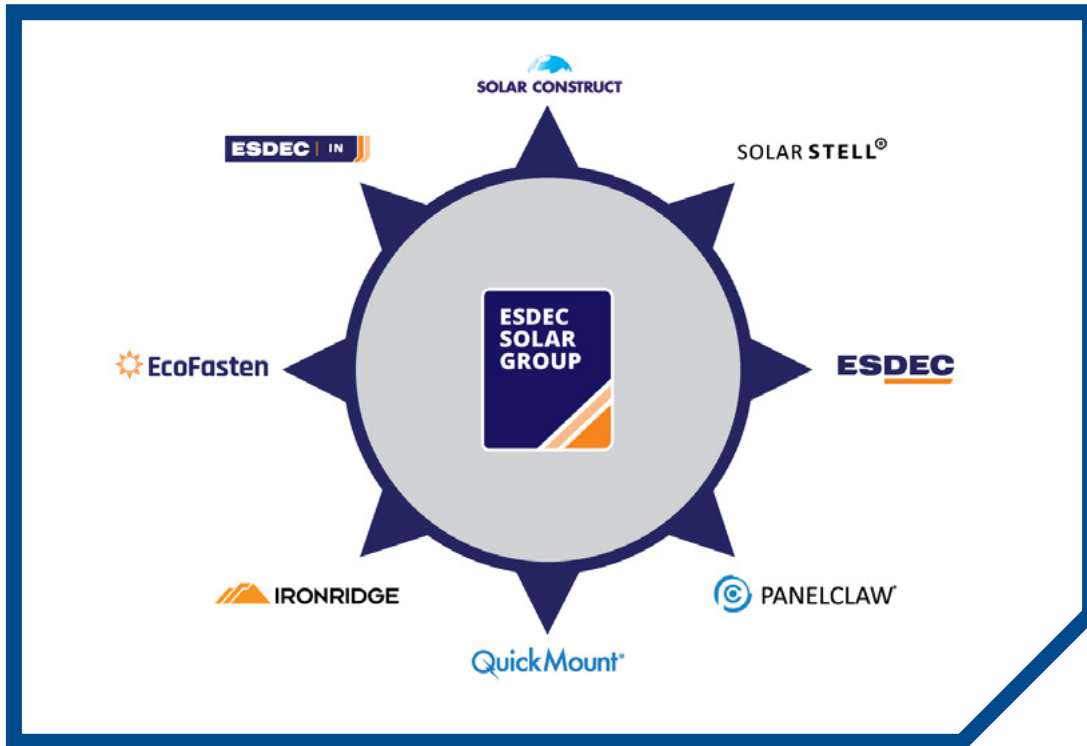 SOLAR CONSTRUCT
ESDEC | IN
SOLAR STELL®
ESDEC
SOLAR
GROUP
EcoFasten
ESDEC
IRONRIDGE
PANELCLAW®
QuickMount®